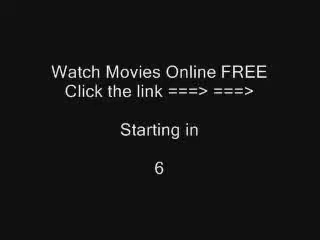 Watch Movies Online FREE
Click the link ===> ===>
Starting in
6